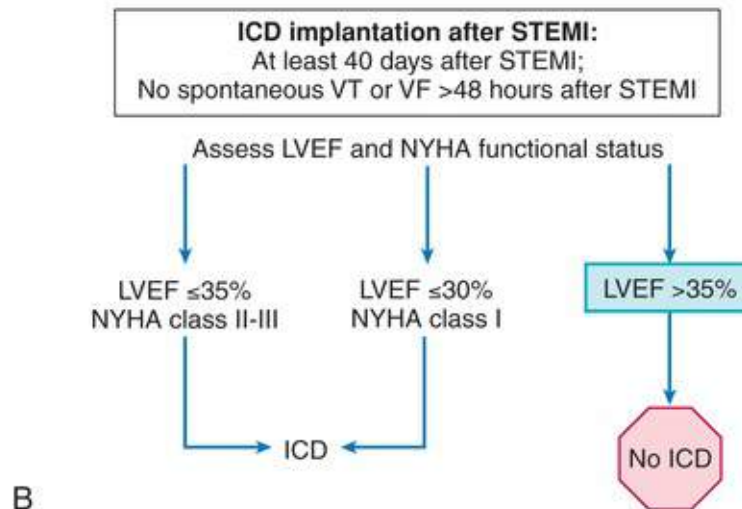 ICD implantation after STEMI:
At least 40 days after STEMI;
No spontaneous VT or VF >48 hours after STEMI
Assess LVEF and NYHA functional status
LVEF ≤35%
NYHA class II-III
LVEF ≤30%
NYHA class I
LVEF >35%
ICD
No ICD
B